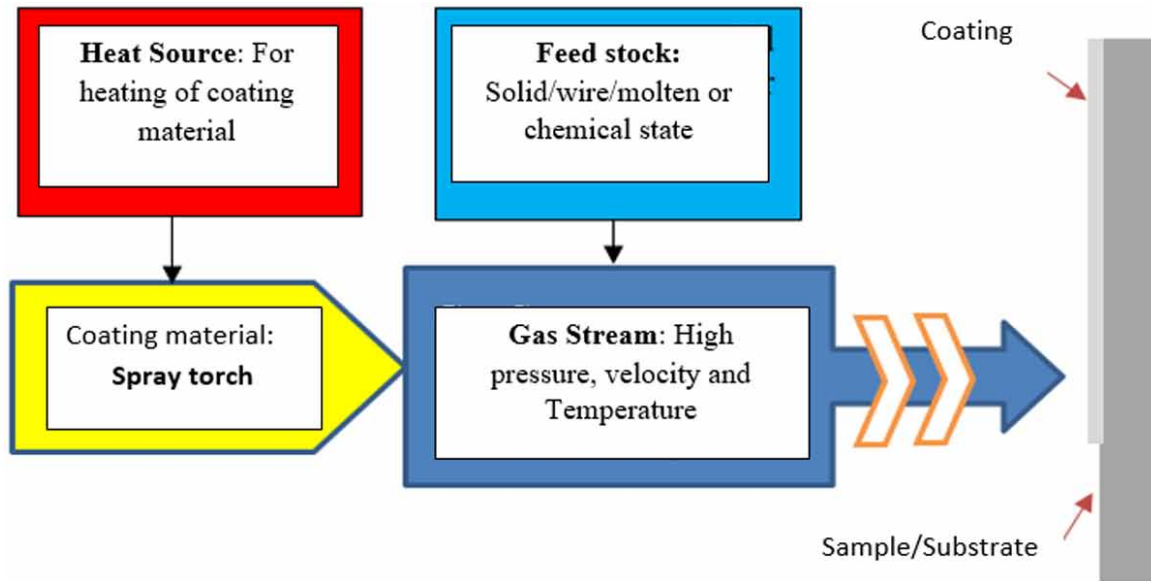 Heat Source: For
heating of coating
material
Feed stock:
Solid/wire/molten or
chemical state
Coating
Coating material:
Spray torch
Gas Stream: High
pressure, velocity and
Temperature
Sample/Substrate